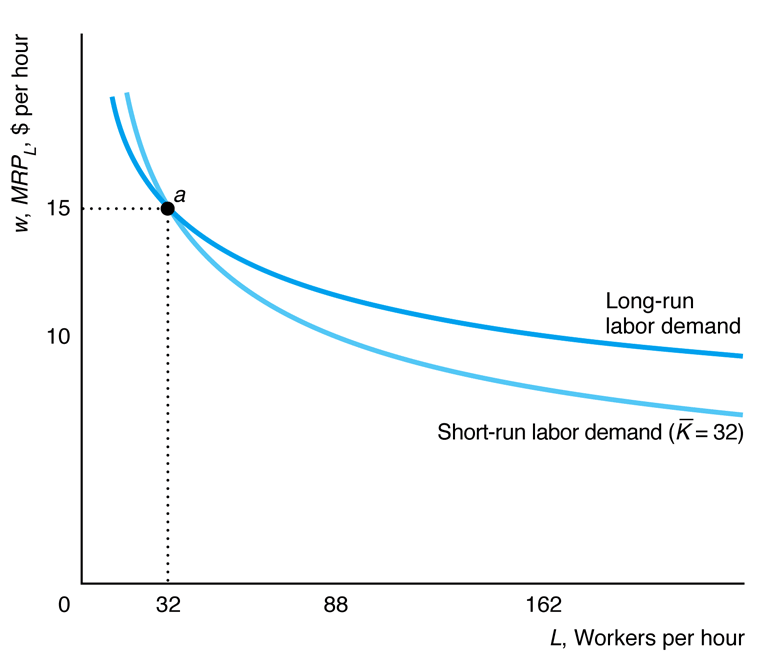 w, MRP_L, $ per hour
a
15
Long-run
labor demand
10
Short-run labor demand (K̅ = 32)
0 32 88 162
L, Workers per hour